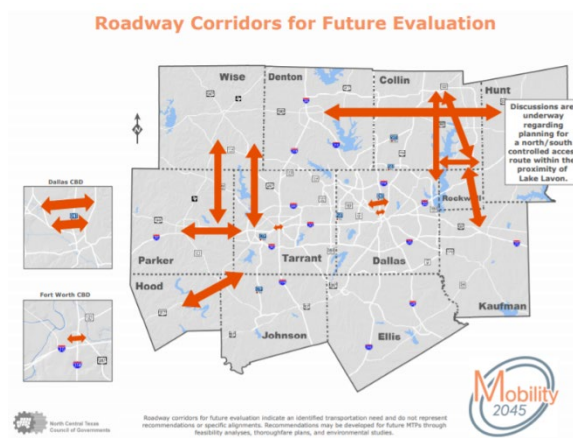 Roadway Corridors for Future Evaluation
Wise
Denton
Collin
Hunt
Discussions are
underway
regarding
planning for
a north/south
controlled access
route within the
proximity of
Lake Lavon.
N
Dallas CBD
Rockwall
Parker
Tarrant
Dallas
Hood
Kaufman
Fort Worth CBD
Johnson
Ellis
Mobility
2045
North Central Texas
Council of Governments
Roadway corridors for future evaluation indicate an identified transportation need and do not represent
recommendations or specific alignments. Recommendations may be developed for future MTPs through
feasibility analyses, thoroughfare plans, and environmental studies.